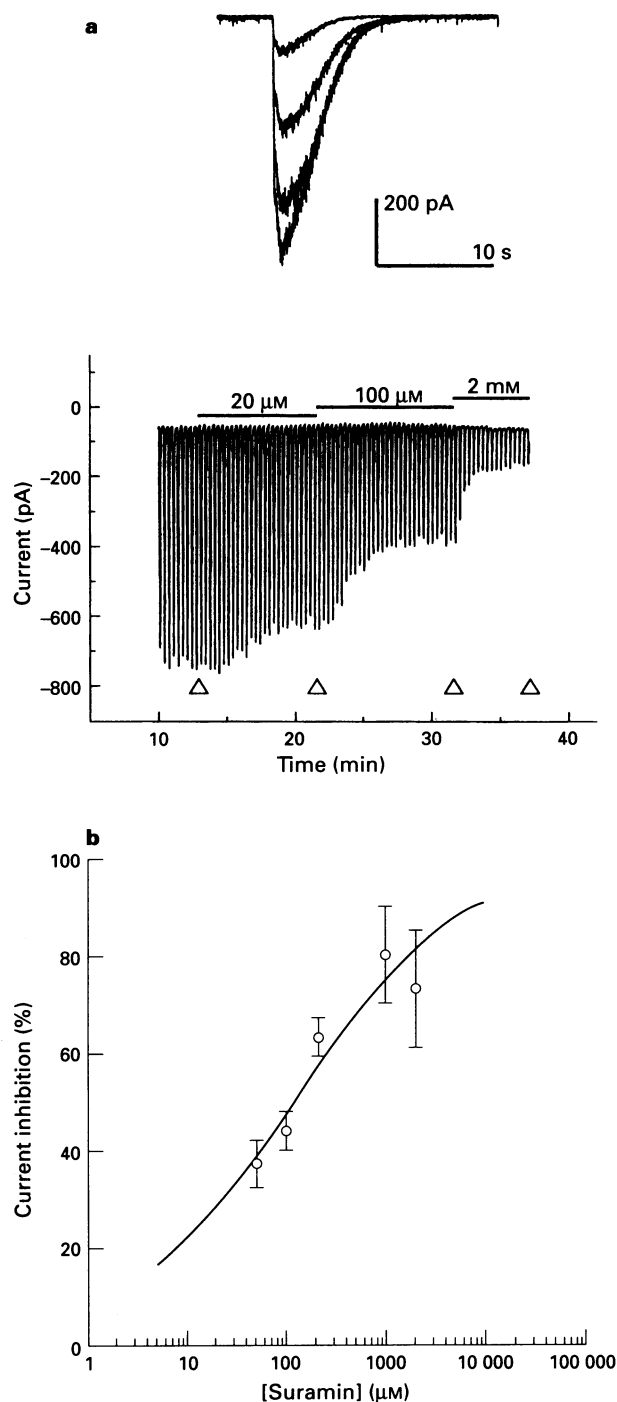 a
200 pA
10 s
20 μM
100 μM
2 mM
Current (pA)
0
–200
–400
–600
–800
10
20
30
40
Time (min)
b
Current inhibition (%)
100
80
60
40
20
0
1
10
100
1000
10 000
100 000
[Suramin] (μM)